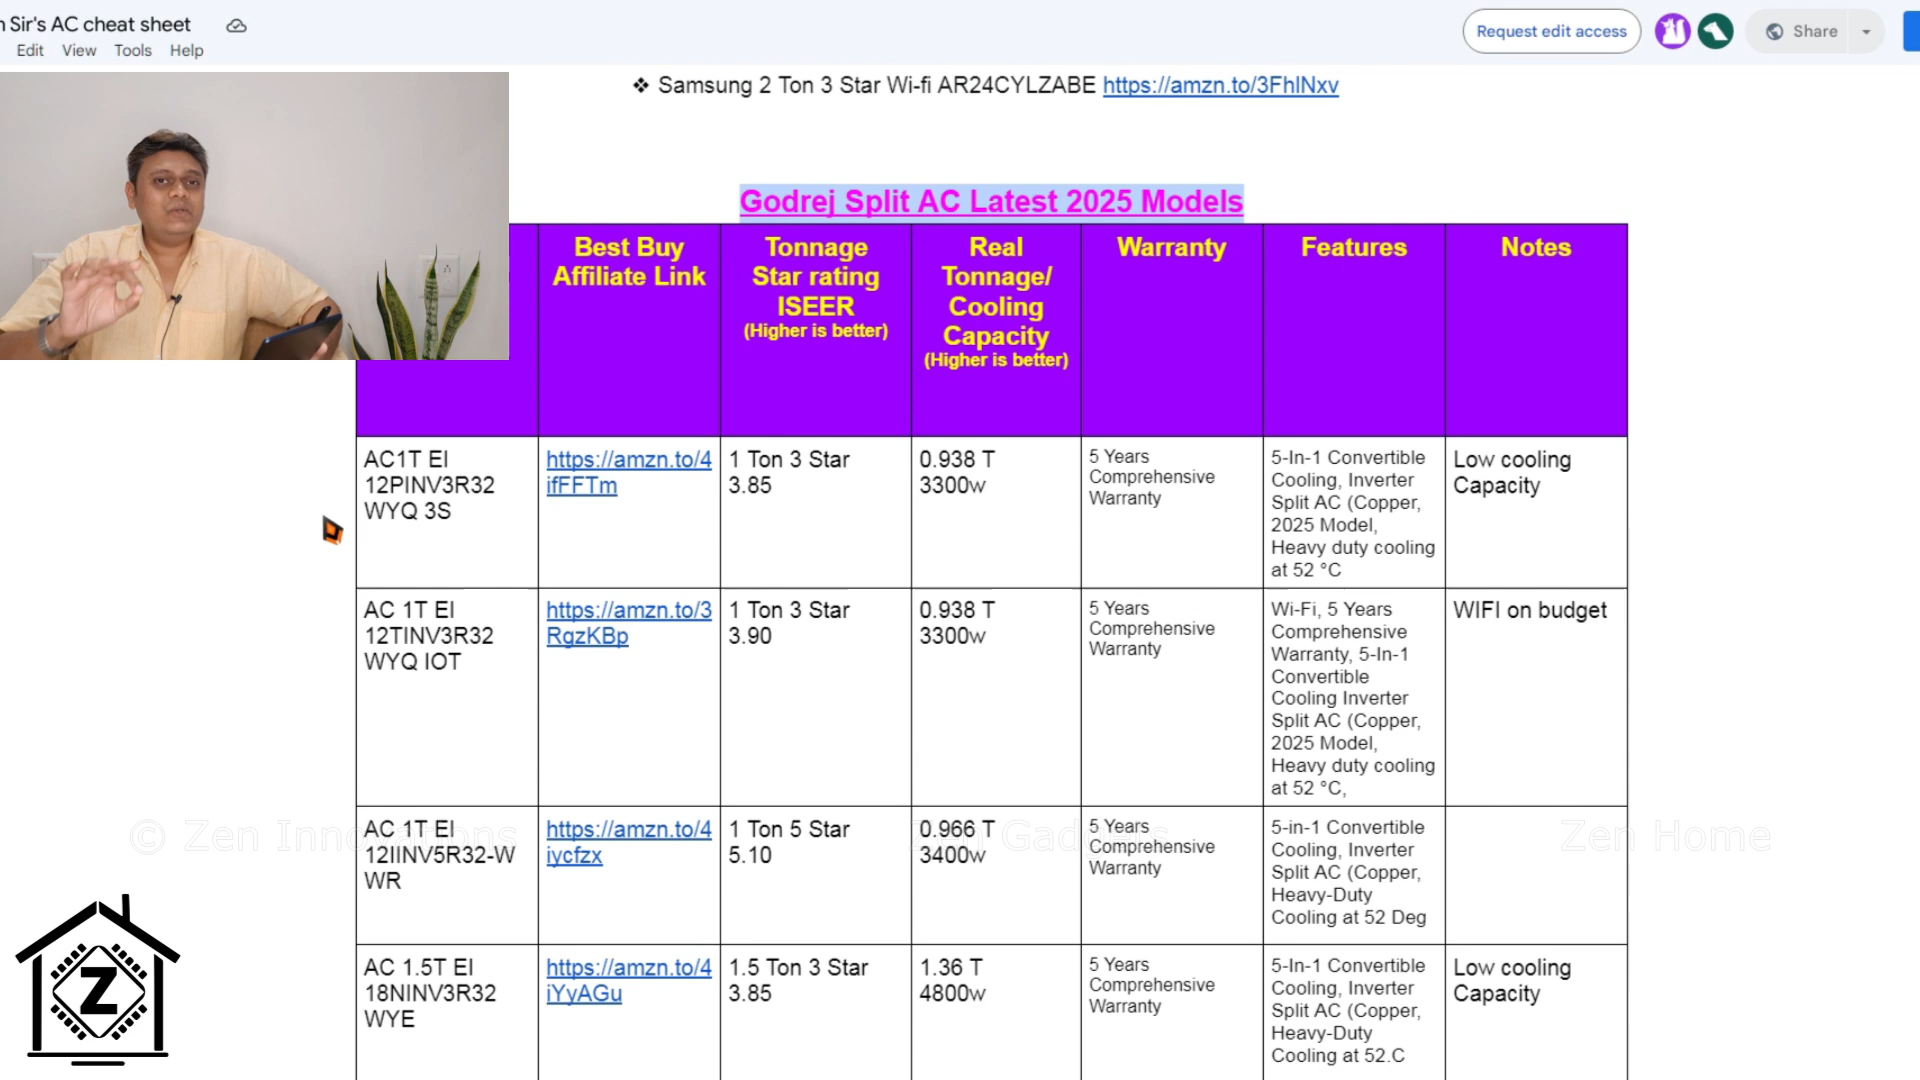 n Sir's AC cheat sheet
Edit View Tools Help
Request edit access
Share
❖ Samsung 2 Ton 3 Star Wi-fi AR24CYLZABE https://amzn.to/3FhlNxv
Godrej Split AC Latest 2025 Models
Best Buy
Affiliate Link
Tonnage
Star rating
ISEER
(Higher is better)
Real
Tonnage/
Cooling
Capacity
(Higher is better)
Warranty
Features
Notes
AC1T EI
12PINV3R32
WYQ 3S
https://amzn.to/4
ifFFTm
1 Ton 3 Star
3.85
0.938 T
3300w
5 Years
Comprehensive
Warranty
5-In-1 Convertible
Cooling, Inverter
Split AC (Copper,
2025 Model,
Heavy duty cooling
at 52 °C
Low cooling
Capacity
AC 1T EI
12TINV3R32
WYQ IOT
https://amzn.to/3
RgzKBp
1 Ton 3 Star
3.90
0.938 T
3300w
5 Years
Comprehensive
Warranty
Wi-Fi, 5 Years
Comprehensive
Warranty, 5-In-1
Convertible
Cooling Inverter
Split AC (Copper,
2025 Model,
Heavy duty cooling
at 52 °C,
WIFI on budget
AC 1T EI
12IINV5R32-W
WR
https://amzn.to/4
iycfzx
1 Ton 5 Star
5.10
0.966 T
3400w
5 Years
Comprehensive
Warranty
5-in-1 Convertible
Cooling, Inverter
Split AC (Copper,
Heavy-Duty
Cooling at 52 Deg
AC 1.5T EI
18NINV3R32
WYE
https://amzn.to/4
iYyAGu
1.5 Ton 3 Star
3.85
1.36 T
4800w
5 Years
Comprehensive
Warranty
5-In-1 Convertible
Cooling, Inverter
Split AC (Copper,
Heavy-Duty
Cooling at 52.C
Low cooling
Capacity
© Zen Innovations
Zen Gadgets
Zen Home
Z